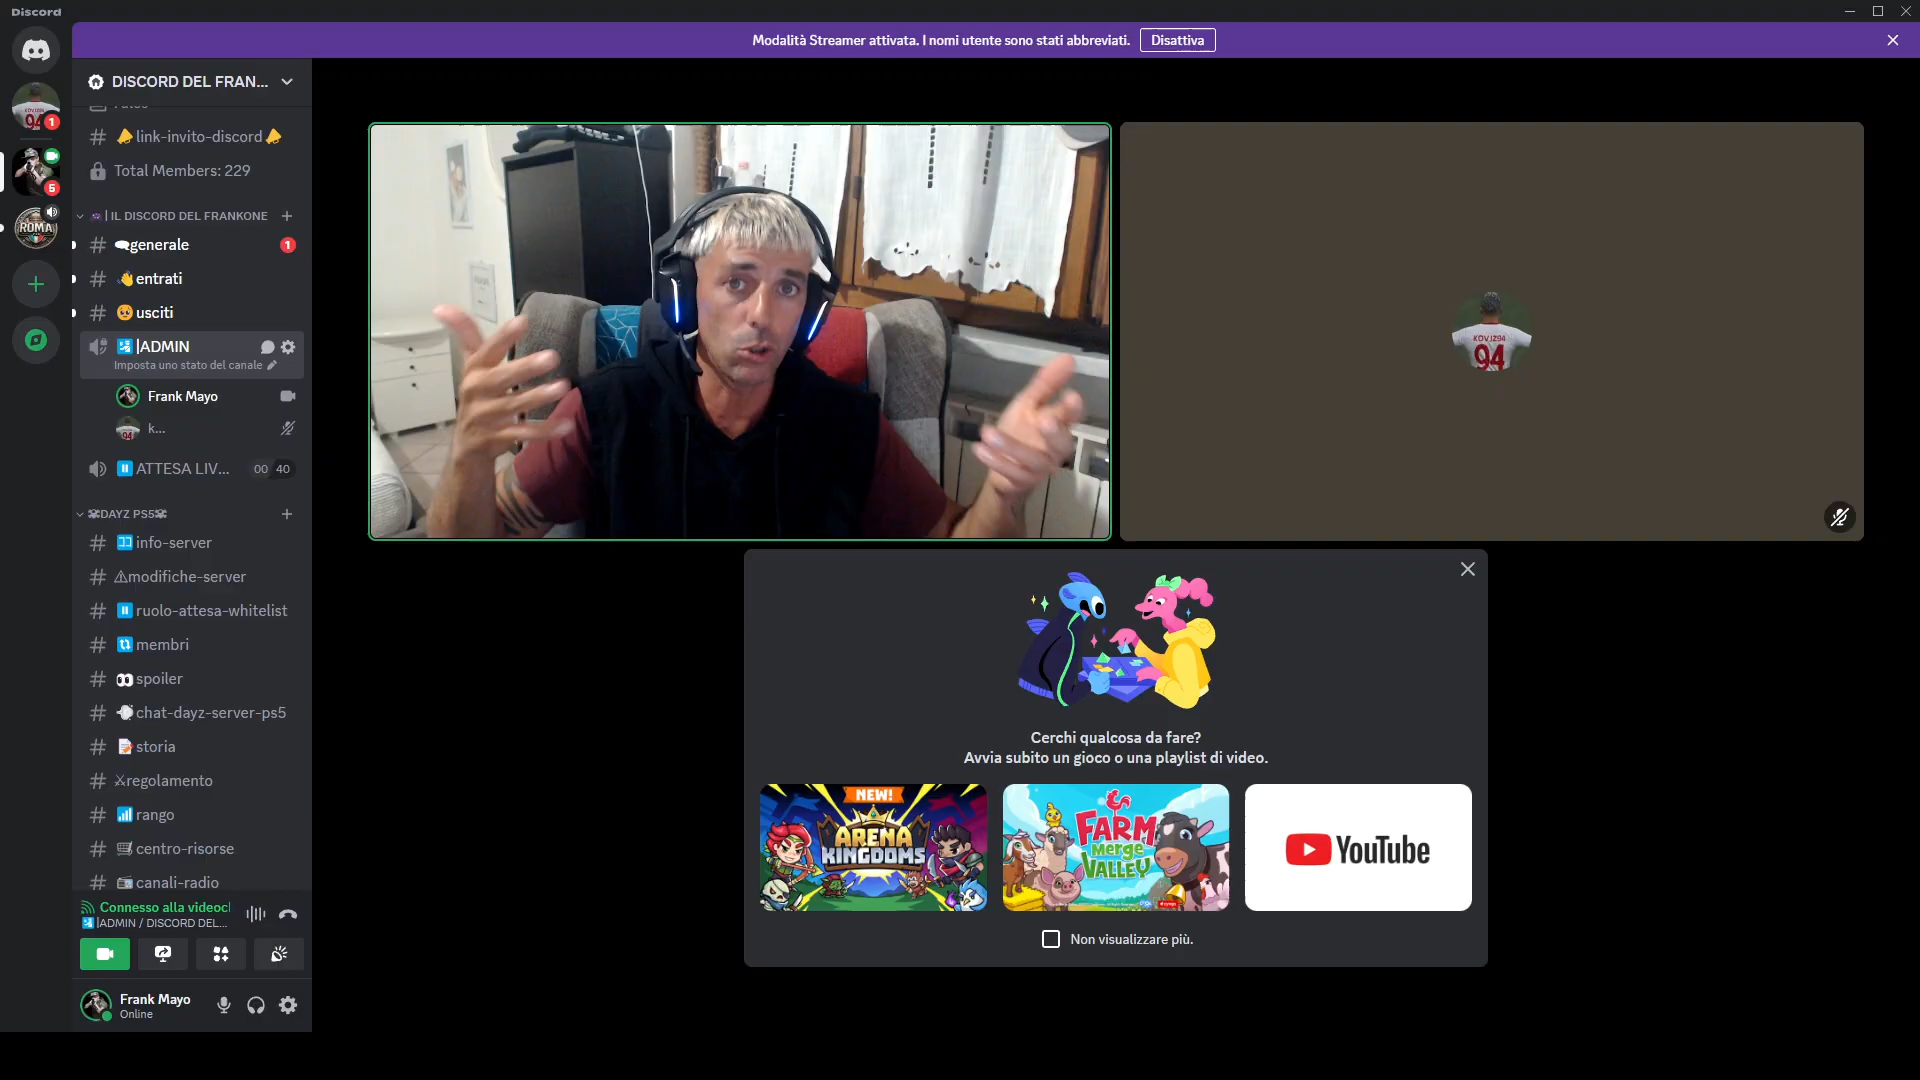 Discord
Modalità Streamer attivata. I nomi utente sono stati abbreviati.
Disattiva
1
5
ROMA
DISCORD DEL FRAN...
link-invito-discord
Total Members: 229
| IL DISCORD DEL FRANKONE
generale
1
entrati
usciti
|ADMIN
Imposta uno stato del canale
Frank Mayo
k...
ATTESA LIV...
00 40
DAYZ PS5
info-server
modifiche-server
ruolo-attesa-whitelist
membri
spoiler
chat-dayz-server-ps5
storia
regolamento
rango
centro-risorse
canali-radio
Connesso alla videoc
|ADMIN / DISCORD DEL...
Frank Mayo
Online
KOVJZ94
94
Cerchi qualcosa da fare?
Avvia subito un gioco o una playlist di video.
NEW!
ARENA
KINGDOMS
FARM
Merge
VALLEY
YouTube
Non visualizzare più.